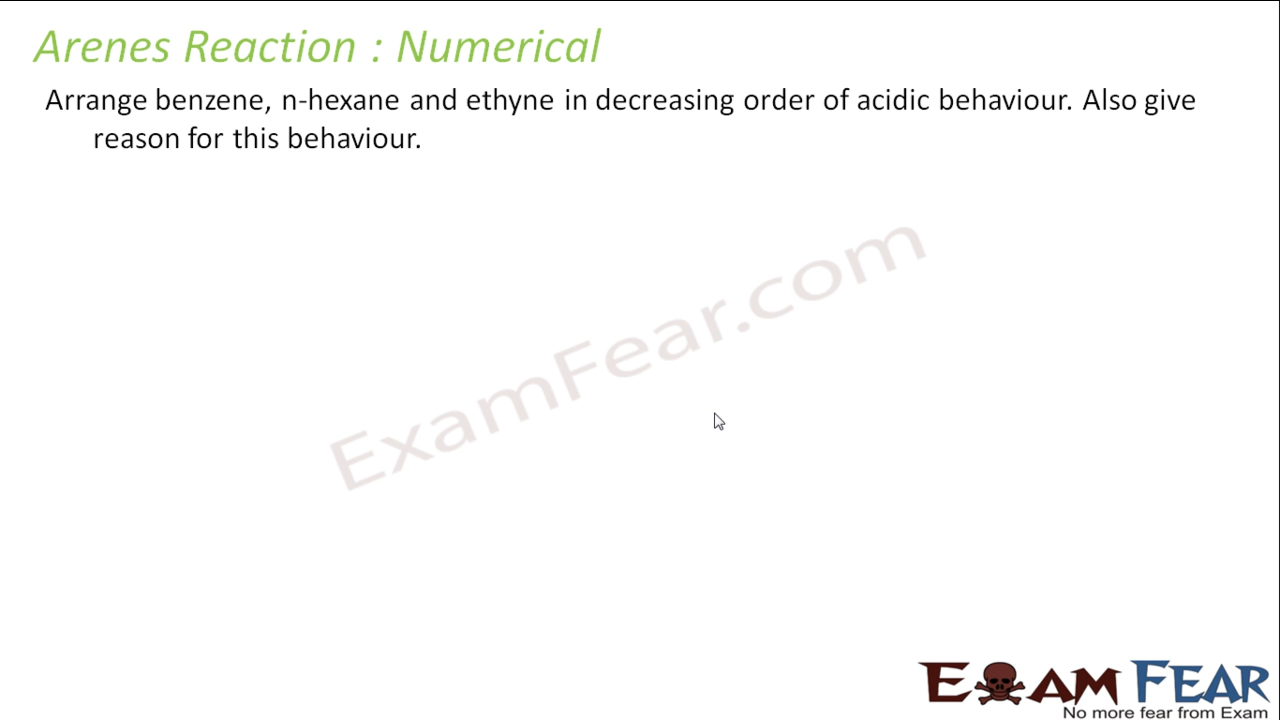 Arenes Reaction : Numerical
Arrange benzene, n-hexane and ethyne in decreasing order of acidic behaviour. Also give
reason for this behaviour.
ExamFear.com
EXAM FEAR
No more fear from Exam